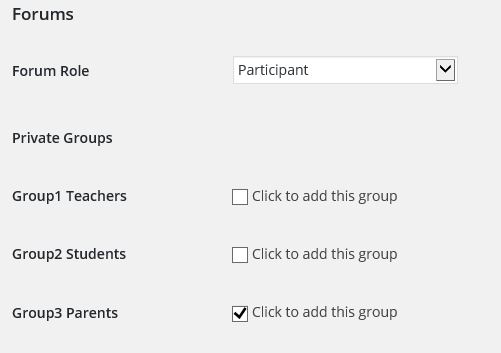 Forums
Forum Role Participant
Private Groups
Group1 Teachers Click to add this group
Group2 Students Click to add this group
Group3 Parents Click to add this group